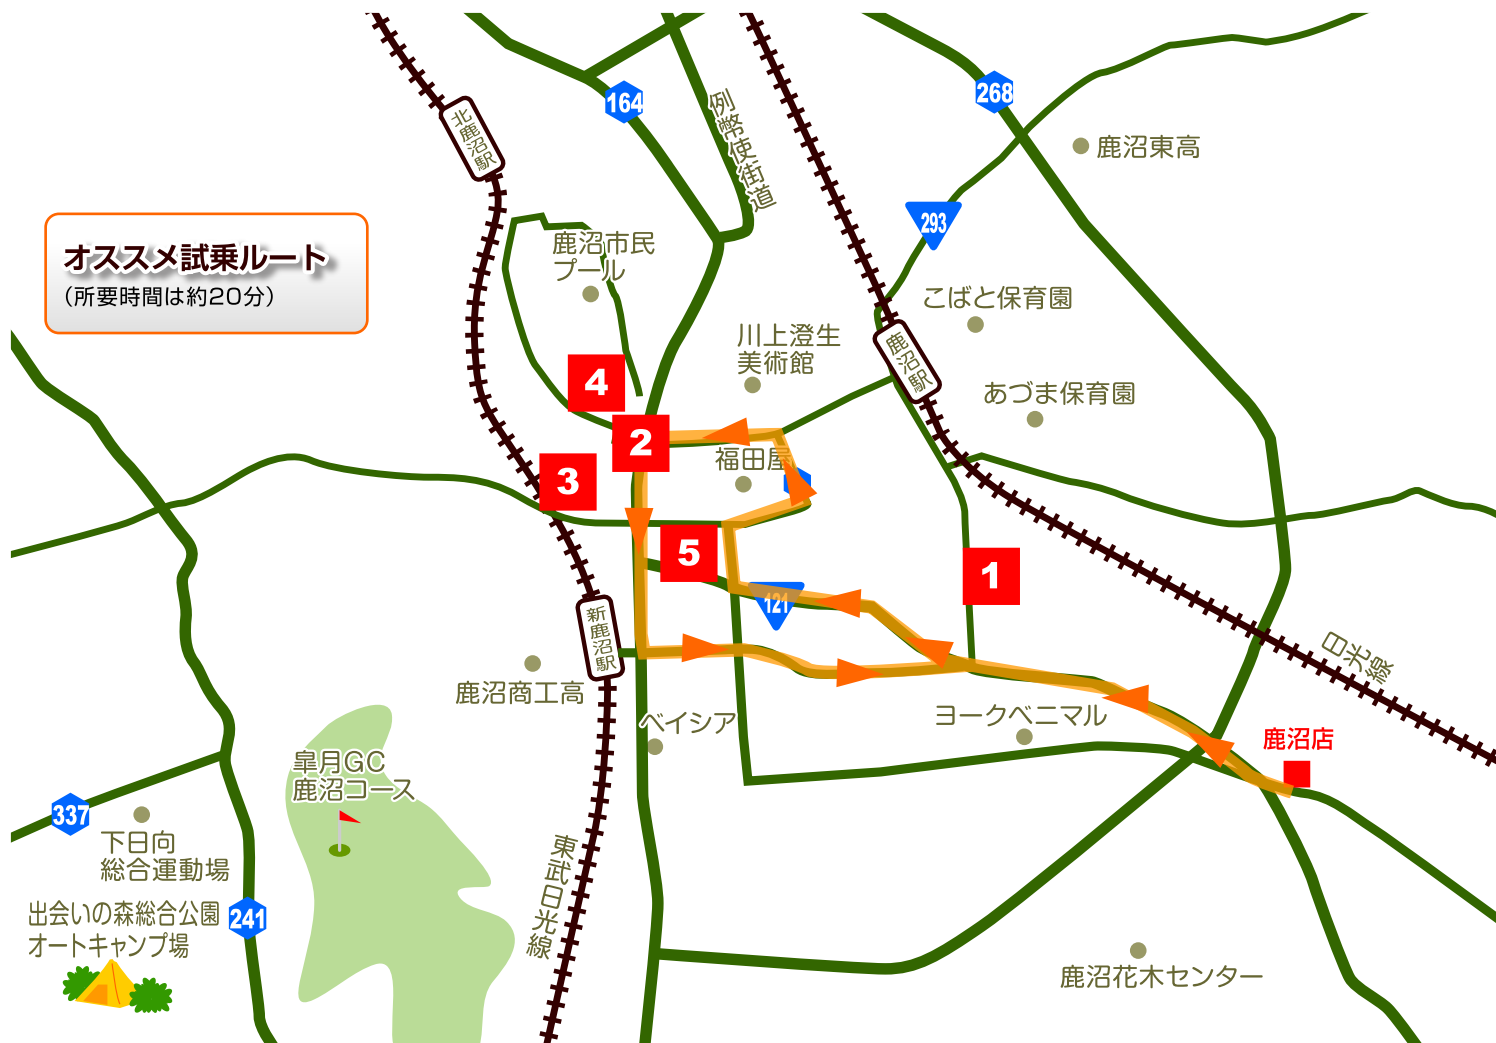 164
268
例幣使街道
北鹿沼駅
鹿沼東高
293
オススメ試乗ルート
(所要時間は約20分)
鹿沼市民
プール
こばと保育園
川上澄生
美術館
鹿沼駅
4
あづま保育園
2
福田屋
3
5
1
121
新鹿沼駅
日光線
鹿沼商工高
ベイシア
ヨークベニマル
鹿沼店
皐月GC
鹿沼コース
337
下日向
総合運動場
東武日光線
出会いの森総合公園
オートキャンプ場
241
鹿沼花木センター